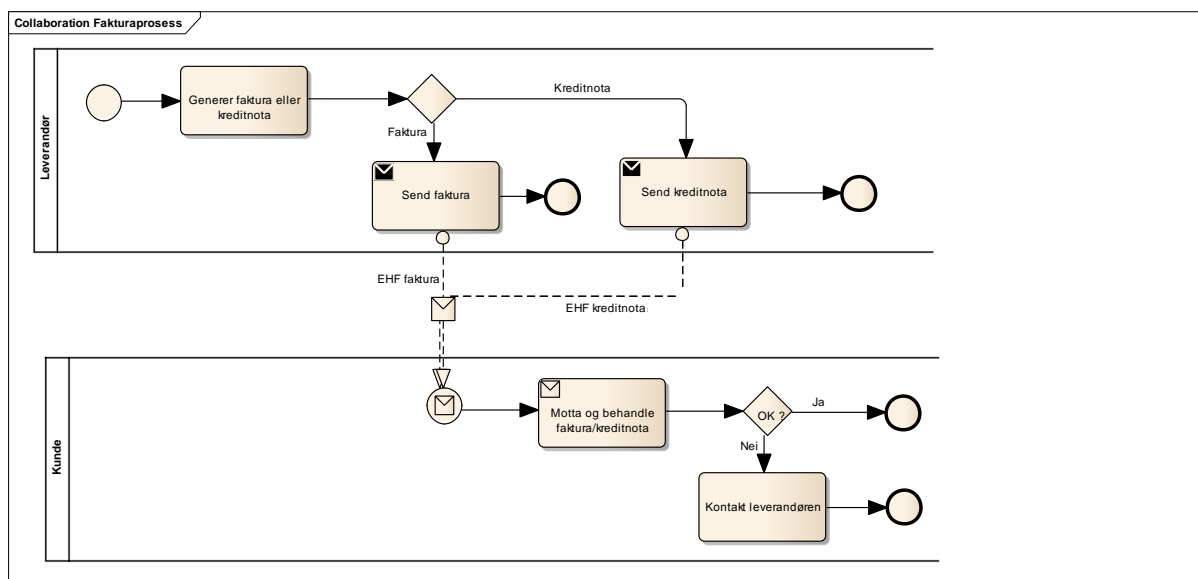 Collaboration Fakturaprosess
Leverandør
Generer faktura eller
kreditnota
Kreditnota
Faktura
Send faktura
Send kreditnota
EHF faktura
EHF kreditnota
Kunde
Motta og behandle
faktura/kreditnota
OK ?
Ja
Nei
Kontakt leverandøren